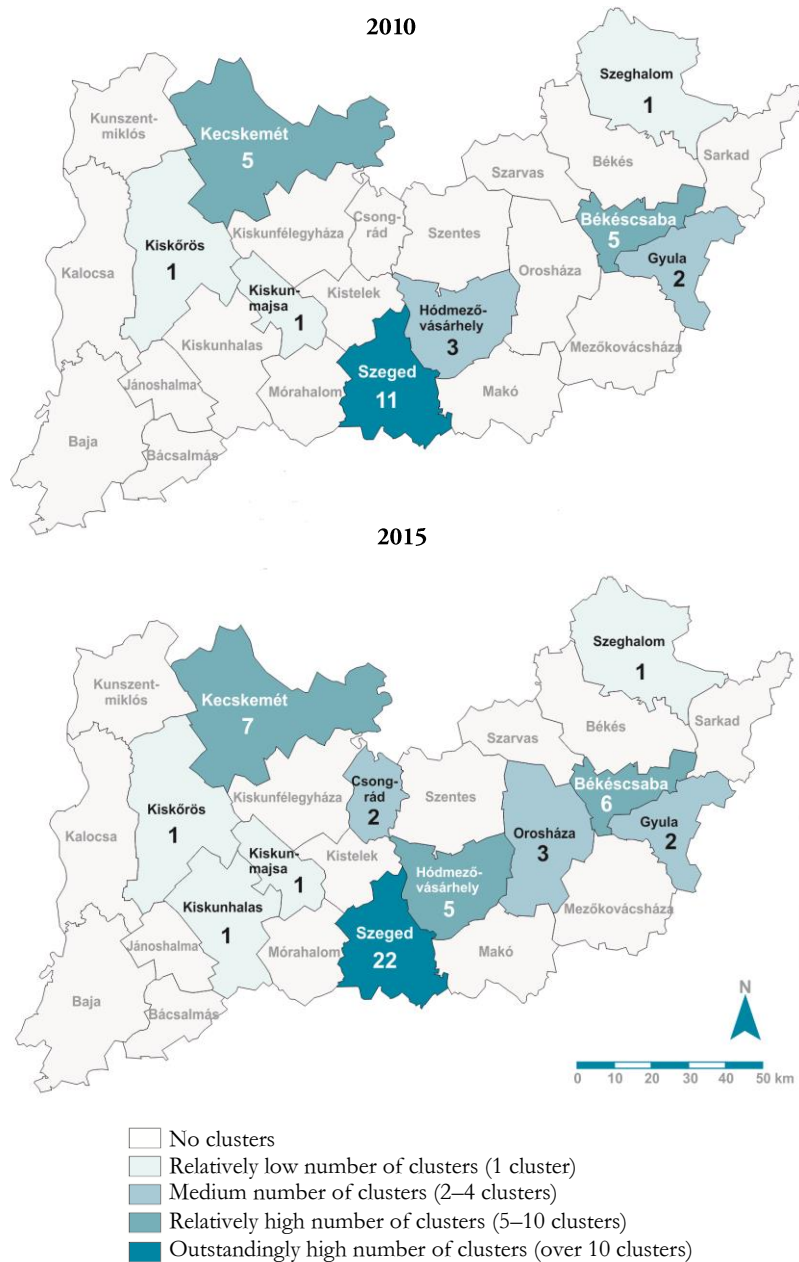 2010
Szeghalom
1
Kunszent-
miklós
Kecskemét
5
Sarkad
Békés
Szarvas
Csong-
rád
Békéscsaba
5
Kiskunfélegyháza
Szentes
Kiskőrös
1
Gyula
2
Kalocsa
Orosháza
Kiskun-
majsa
1
Kistelek
Hódmező-
vásárhely
3
Kiskunhalas
Mezőkovácsháza
Szeged
11
Jánoshalma
Mórahalom
Makó
Baja
Bácsalmás
2015
Szeghalom
1
Kunszent-
miklós
Kecskemét
7
Sarkad
Békés
Szarvas
Csong-
rád
2
Békéscsaba
6
Kiskunfélegyháza
Szentes
Kiskőrös
1
Gyula
2
Kalocsa
Orosháza
3
Kiskun-
majsa
1
Kistelek
Hódmező-
vásárhely
5
Kiskunhalas
1
Mezőkovácsháza
Szeged
22
Jánoshalma
Mórahalom
Makó
Baja
Bácsalmás
N
0 10 20 30 40 50 km
No clusters
Relatively low number of clusters (1 cluster)
Medium number of clusters (2–4 clusters)
Relatively high number of clusters (5–10 clusters)
Outstandingly high number of clusters (over 10 clusters)